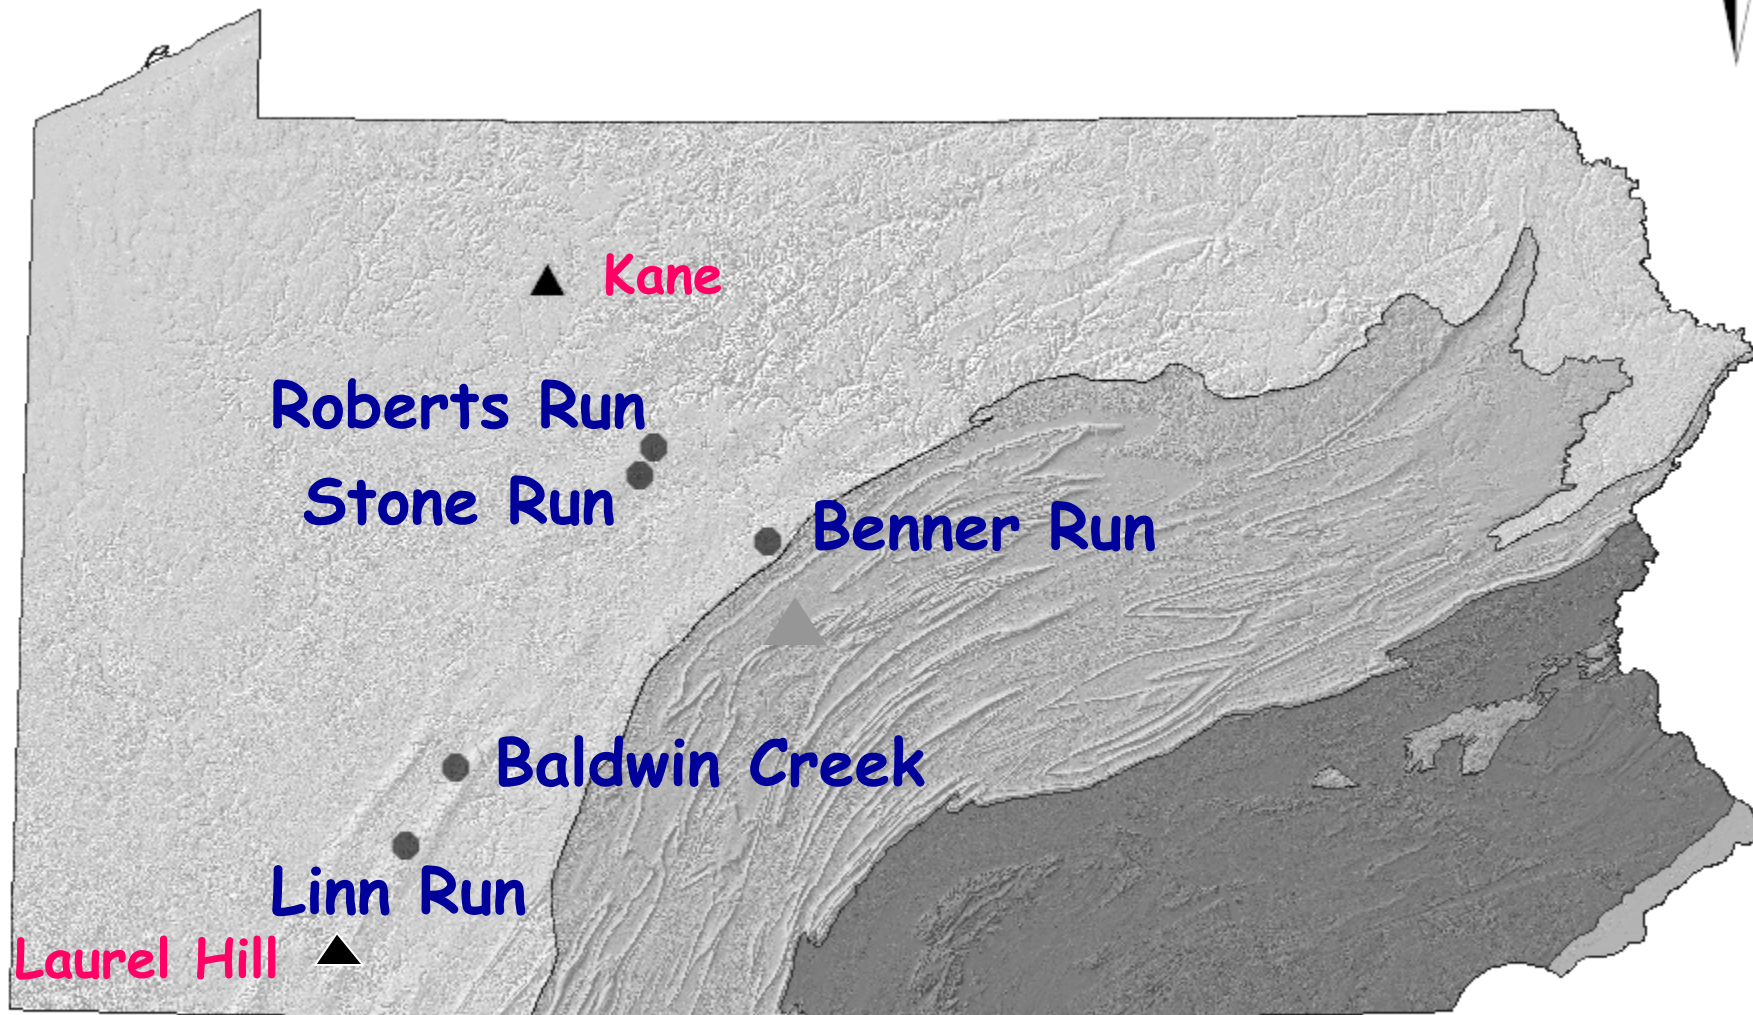 Kane
Roberts Run
Stone Run
Benner Run
Baldwin Creek
Linn Run
Laurel Hill